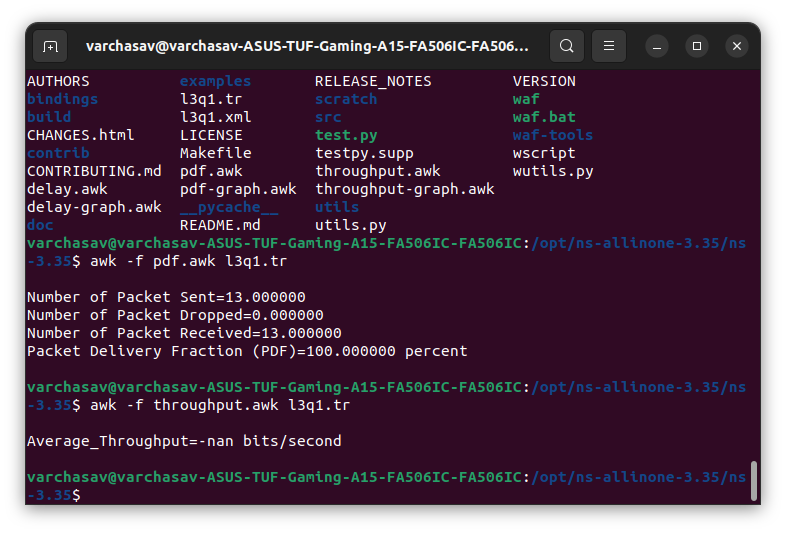 varchasav@varchasav-ASUS-TUF-Gaming-A15-FA506IC-FA506...
AUTHORS examples RELEASE_NOTES VERSION
bindings l3q1.tr scratch waf
build l3q1.xml src waf.bat
CHANGES.html LICENSE test.py waf-tools
contrib Makefile testpy.supp wscript
CONTRIBUTING.md pdf.awk throughput.awk wutils.py
delay.awk pdf-graph.awk throughput-graph.awk
delay-graph.awk __pycache__ utils
doc README.md utils.py
varchasav@varchasav-ASUS-TUF-Gaming-A15-FA506IC-FA506IC:/opt/ns-allinone-3.35/ns
-3.35$ awk -f pdf.awk l3q1.tr
Number of Packet Sent=13.000000
Number of Packet Dropped=0.000000
Number of Packet Received=13.000000
Packet Delivery Fraction (PDF)=100.000000 percent
varchasav@varchasav-ASUS-TUF-Gaming-A15-FA506IC-FA506IC:/opt/ns-allinone-3.35/ns
-3.35$ awk -f throughput.awk l3q1.tr
Average_Throughput=-nan bits/second
varchasav@varchasav-ASUS-TUF-Gaming-A15-FA506IC-FA506IC:/opt/ns-allinone-3.35/ns
-3.35$